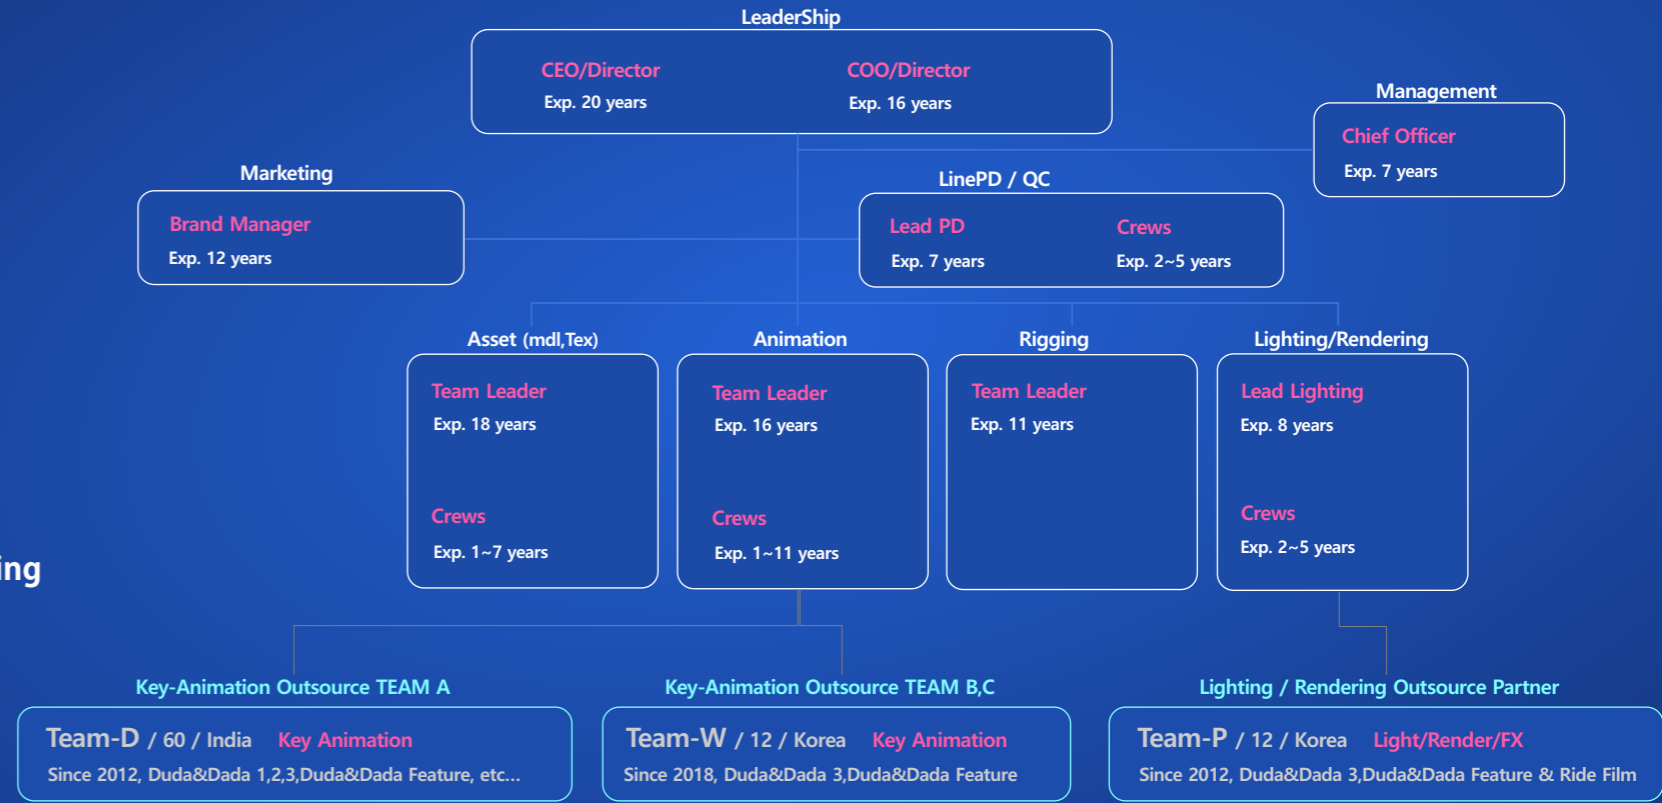 LeaderShip
CEO/Director COO/Director
Exp. 20 years Exp. 16 years
Management
Chief Officer
Exp. 7 years
Marketing
Brand Manager
Exp. 12 years
LinePD / QC
Lead PD Crews
Exp. 7 years Exp. 2~5 years
Asset (mdl,Tex)
Team Leader
Exp. 18 years
Crews
Exp. 1~7 years
Animation
Team Leader
Exp. 16 years
Crews
Exp. 1~11 years
Rigging
Team Leader
Exp. 11 years
Lighting/Rendering
Lead Lighting
Exp. 8 years
Crews
Exp. 2~5 years
ing
Key-Animation Outsource TEAM A
Team-D / 60 / India Key Animation
Since 2012, Duda&Dada 1,2,3,Duda&Dada Feature, etc...
Key-Animation Outsource TEAM B,C
Team-W / 12 / Korea Key Animation
Since 2018, Duda&Dada 3,Duda&Dada Feature
Lighting / Rendering Outsource Partner
Team-P / 12 / Korea Light/Render/FX
Since 2012, Duda&Dada 3,Duda&Dada Feature & Ride Film